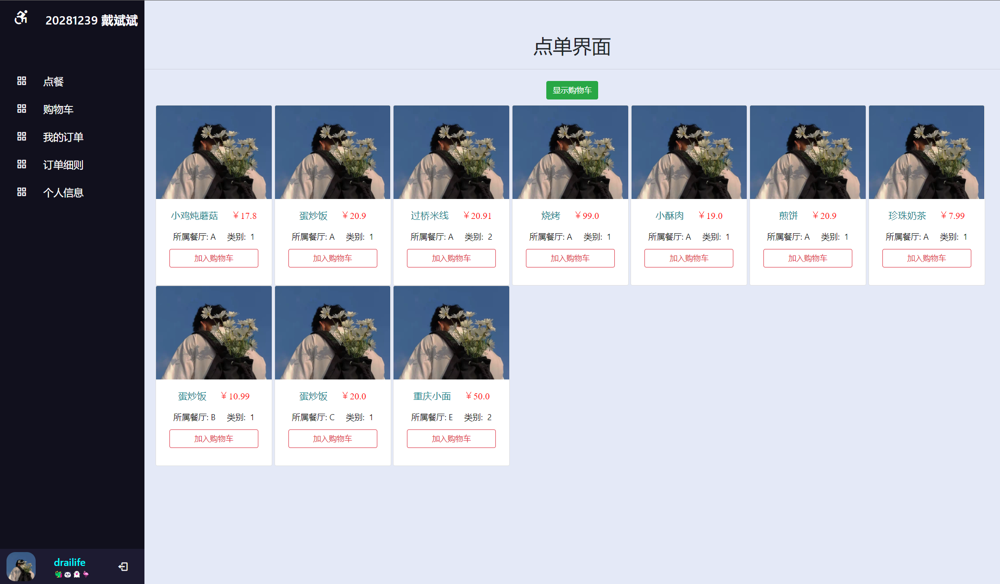 20281239 戴斌斌
点餐
购物车
我的订单
订单细则
个人信息
drailife
点单界面
显示购物车
小鸡炖蘑菇 ￥17.8
所属餐厅: A 类别: 1
加入购物车
蛋炒饭 ￥20.9
所属餐厅: A 类别: 1
加入购物车
过桥米线 ￥20.91
所属餐厅: A 类别: 2
加入购物车
烧烤 ￥99.0
所属餐厅: A 类别: 1
加入购物车
小酥肉 ￥19.0
所属餐厅: A 类别: 1
加入购物车
煎饼 ￥20.9
所属餐厅: A 类别: 1
加入购物车
珍珠奶茶 ￥7.99
所属餐厅: A 类别: 1
加入购物车
蛋炒饭 ￥10.99
所属餐厅: B 类别: 1
加入购物车
蛋炒饭 ￥20.0
所属餐厅: C 类别: 1
加入购物车
重庆小面 ￥50.0
所属餐厅: E 类别: 2
加入购物车